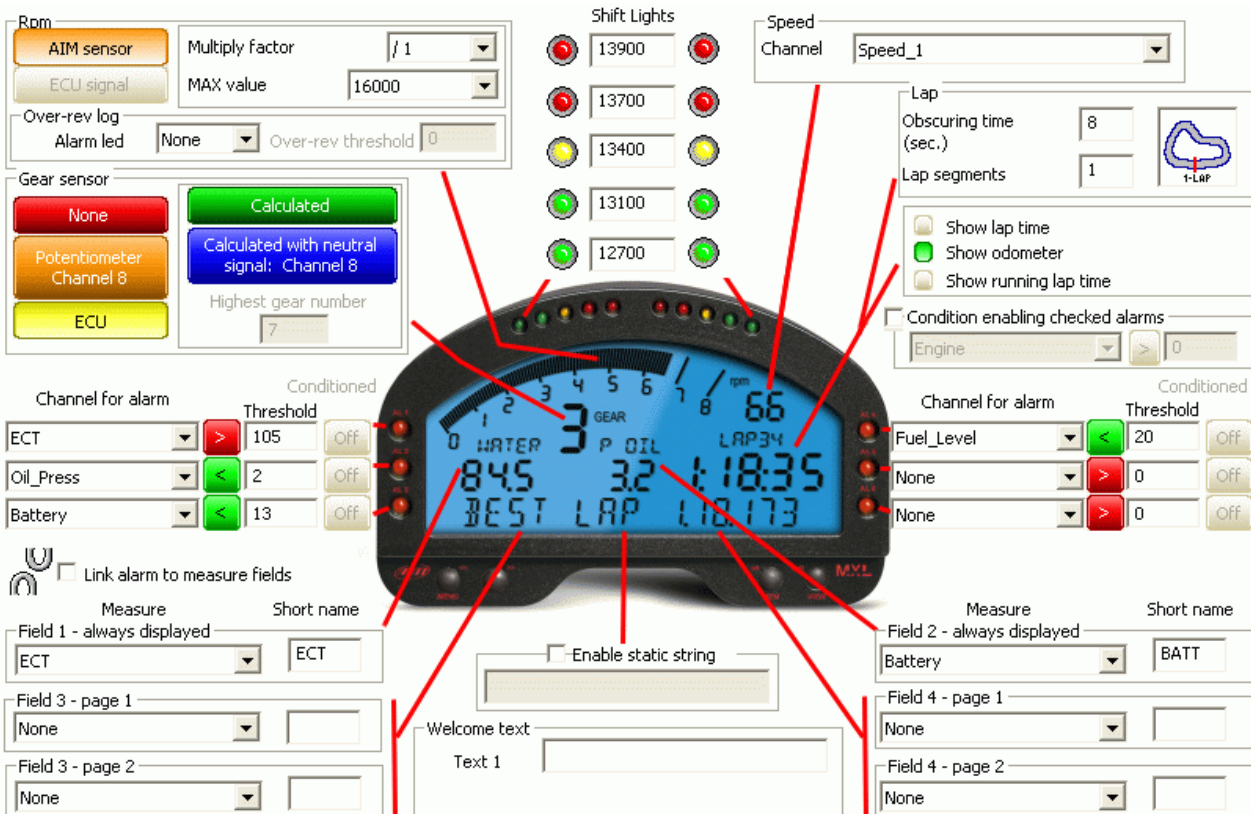 Rpm
AIM sensor
ECU signal
Multiply factor
/ 1
MAX value
16000
Over-rev log
Alarm led
None
Over-rev threshold
0
Shift Lights
13900
13700
13400
13100
12700
Speed
Channel
Speed_1
Lap
Obscuring time
(sec.)
8
Lap segments
1
1-LAP
Gear sensor
None
Potentiometer
Channel 8
ECU
Calculated
Calculated with neutral
signal: Channel 8
Highest gear number
7
Show lap time
Show odometer
Show running lap time
Condition enabling checked alarms
Engine
>
0
Channel for alarm
Conditioned
Threshold
ECT
>
105
Off
Oil_Press
<
2
Off
Battery
<
13
Off
Channel for alarm
Conditioned
Threshold
Fuel_Level
<
20
Off
None
>
0
Off
None
>
0
Off
0 1 2 3 4 5 6 7 8
rpm
66
3 GEAR
WATER
P OIL
LAP34
84.5
3.2
1:18:35
BEST LAP 1.18.173
MXL
Link alarm to measure fields
Measure
Short name
Field 1 - always displayed
ECT
ECT
Field 3 - page 1
None
Field 3 - page 2
None
Enable static string
Welcome text
Text 1
Measure
Short name
Field 2 - always displayed
Battery
BATT
Field 4 - page 1
None
Field 4 - page 2
None